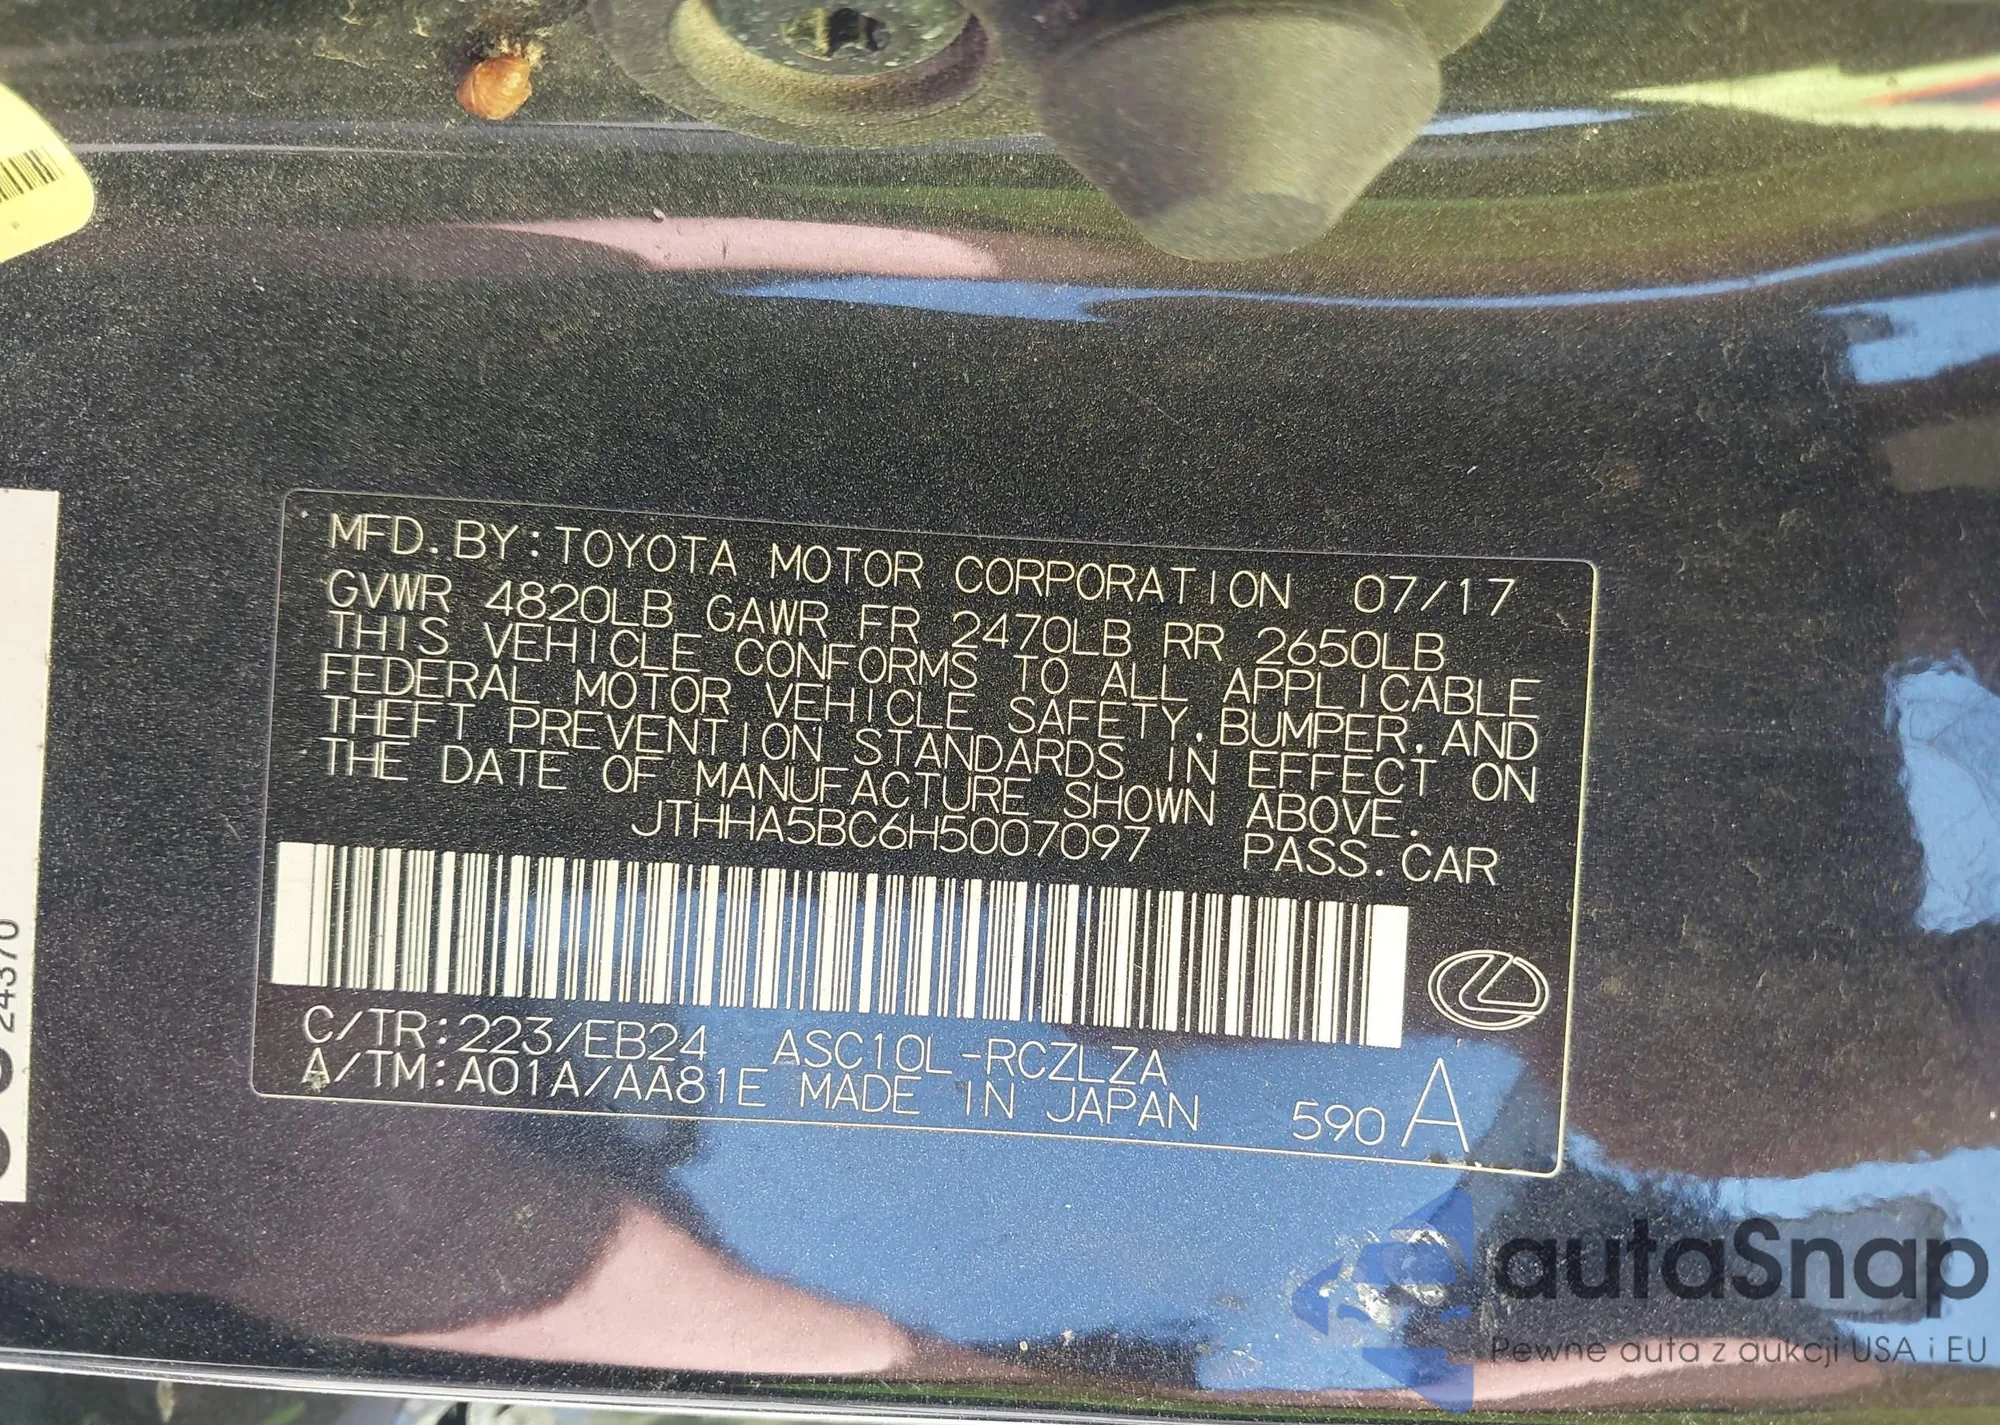 MFD.BY:TOYOTA MOTOR CORPORATION 07/17
GVWR 4820LB GAWR FR 2470LB RR 2650LB
THIS VEHICLE CONFORMS TO ALL APPLICABLE
FEDERAL MOTOR VEHICLE SAFETY,BUMPER,AND
THEFT PREVENTION STANDARDS IN EFFECT ON
THE DATE OF MANUFACTURE SHOWN ABOVE.
JTHHA5BC6H5007097 PASS.CAR
C/TR:223/EB24 ASC10L-RCZLZA
A/TM:A01A/AA81E MADE IN JAPAN 590 A
24370
autaSnap
Pewne auta z aukcji USA i EU